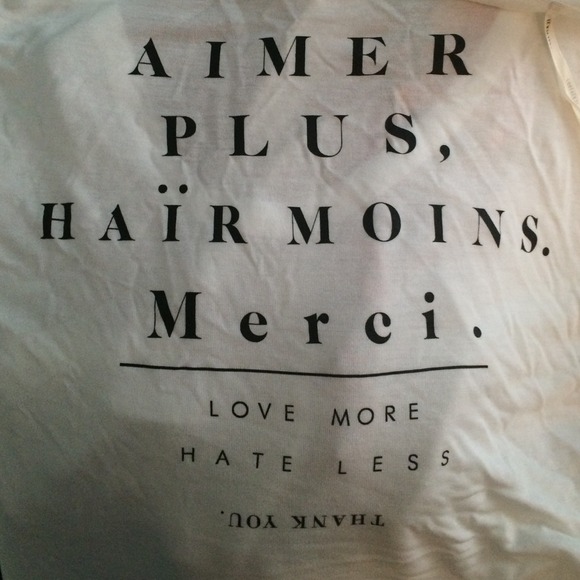 AIMER
PLUS,
HAÏR MOINS.
Merci.
LOVE MORE
HATE LESS
THANK YOU.